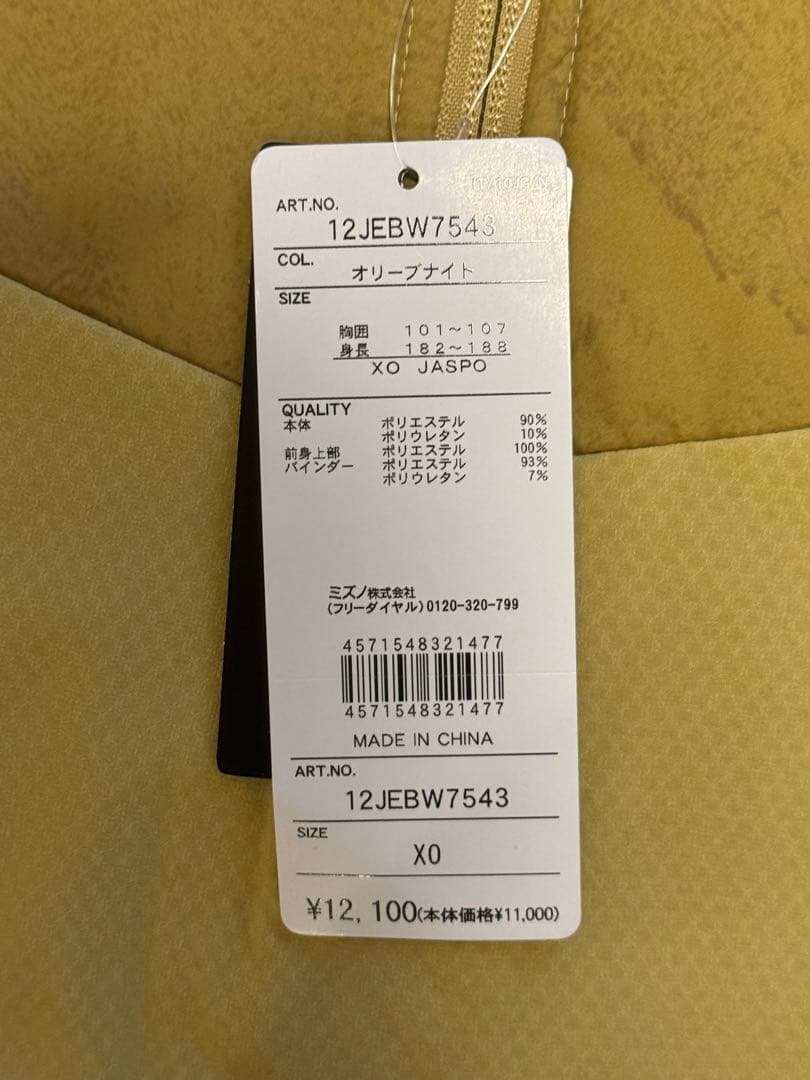 ART.NO.
12JEBW7543
COL.
オリーブナイト
SIZE
胸囲 101～107
身長 182～188
XO JASPO
QUALITY
本体 ポリエステル 90%
ポリウレタン 10%
前身上部 ポリエステル 100%
バインダー ポリエステル 93%
ポリウレタン 7%
ミズノ株式会社
(フリーダイヤル)0120-320-799
4571548321477
4571548321477
MADE IN CHINA
ART.NO.
12JEBW7543
SIZE
XO
¥12,100(本体価格¥11,000)